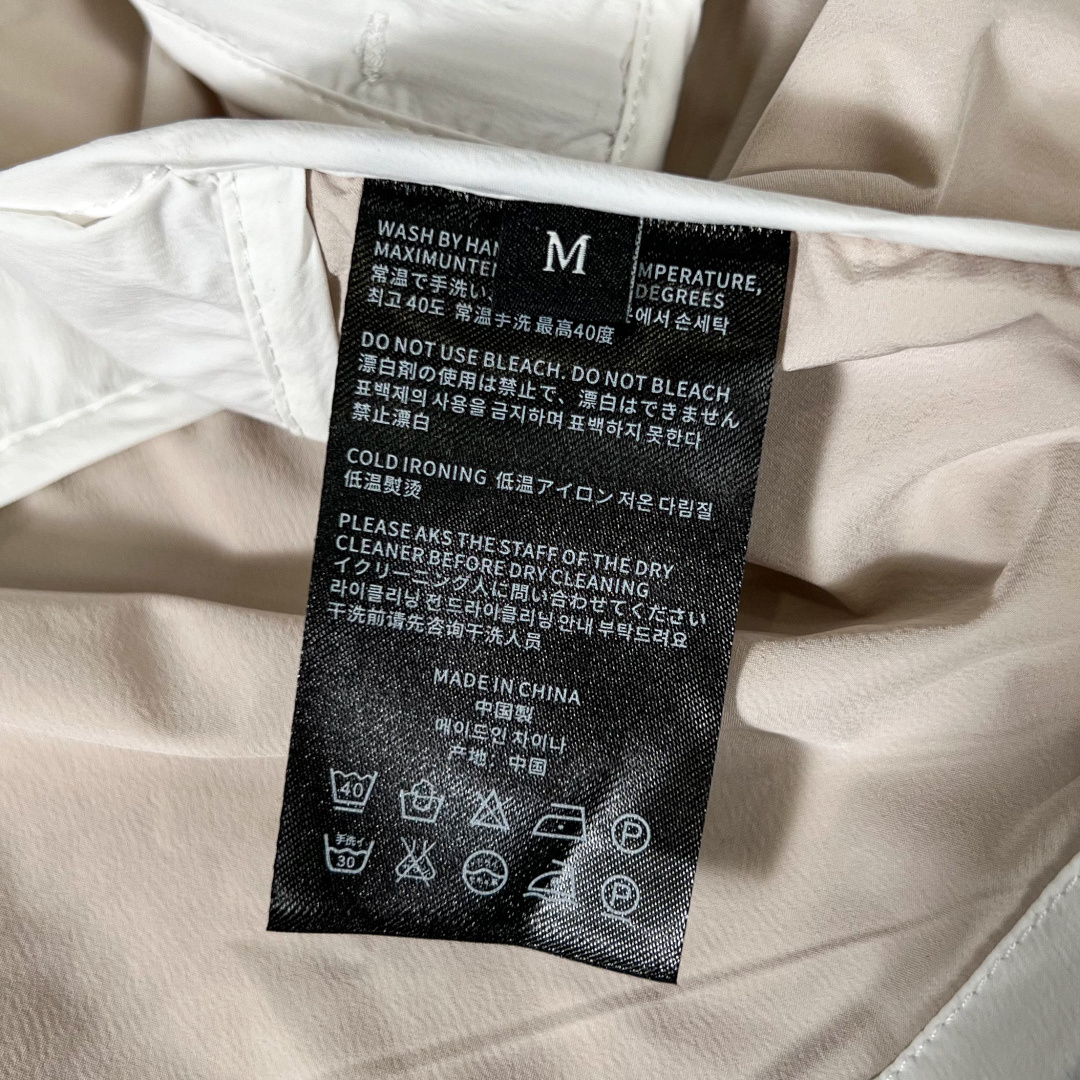 M
WASH BY HAN MPERATURE,
MAXIMUNTE DEGREES
常温で手洗い
에서 손세탁
최고 40도 常温手洗 最高40度
DO NOT USE BLEACH. DO NOT BLEACH
漂白剤の使用は禁止で、漂白はできません
표백제의 사용을 금지하며 표백하지 못한다
禁止漂白
COLD IRONING 低温アイロン 저온 다림질
低温熨烫
PLEASE AKS THE STAFF OF THE DRY
CLEANER BEFORE DRY CLEANING
イクリーニング人に問い合わせてください
라이클리닝 전 드라이클리닝 안내 부탁드려요
干洗前请先咨询干洗人员
MADE IN CHINA
中国製
메이드인 차이나
产地：中国
40
P
手洗イ
30
P